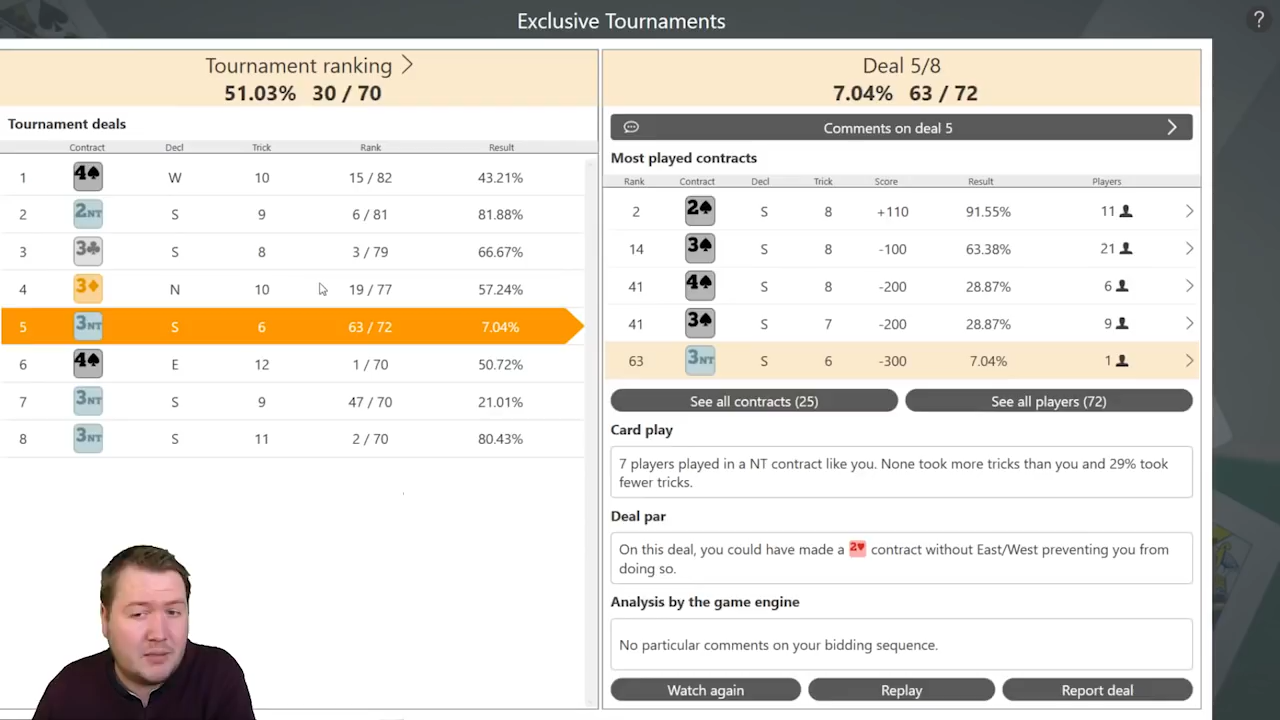 Exclusive Tournaments
?
Tournament ranking
51.03% 30 / 70
Tournament deals
Contract Decl Trick Rank Result
1 4♠ W 10 15 / 82 43.21%
2 2NT S 9 6 / 81 81.88%
3 3♣ S 8 3 / 79 66.67%
4 3♦ N 10 19 / 77 57.24%
5 3NT S 6 63 / 72 7.04%
6 4♠ E 12 1 / 70 50.72%
7 3NT S 9 47 / 70 21.01%
8 3NT S 11 2 / 70 80.43%
Deal 5/8
7.04% 63 / 72
Comments on deal 5
Most played contracts
Rank Contract Decl Trick Score Result Players
2 2♠ S 8 +110 91.55% 11
14 3♠ S 8 -100 63.38% 21
41 4♠ S 8 -200 28.87% 6
41 3♠ S 7 -200 28.87% 9
63 3NT S 6 -300 7.04% 1
See all contracts (25) See all players (72)
Card play
7 players played in a NT contract like you. None took more tricks than you and 29% took
fewer tricks.
Deal par
On this deal, you could have made a 2♥ contract without East/West preventing you from
doing so.
Analysis by the game engine
No particular comments on your bidding sequence.
Watch again Replay Report deal